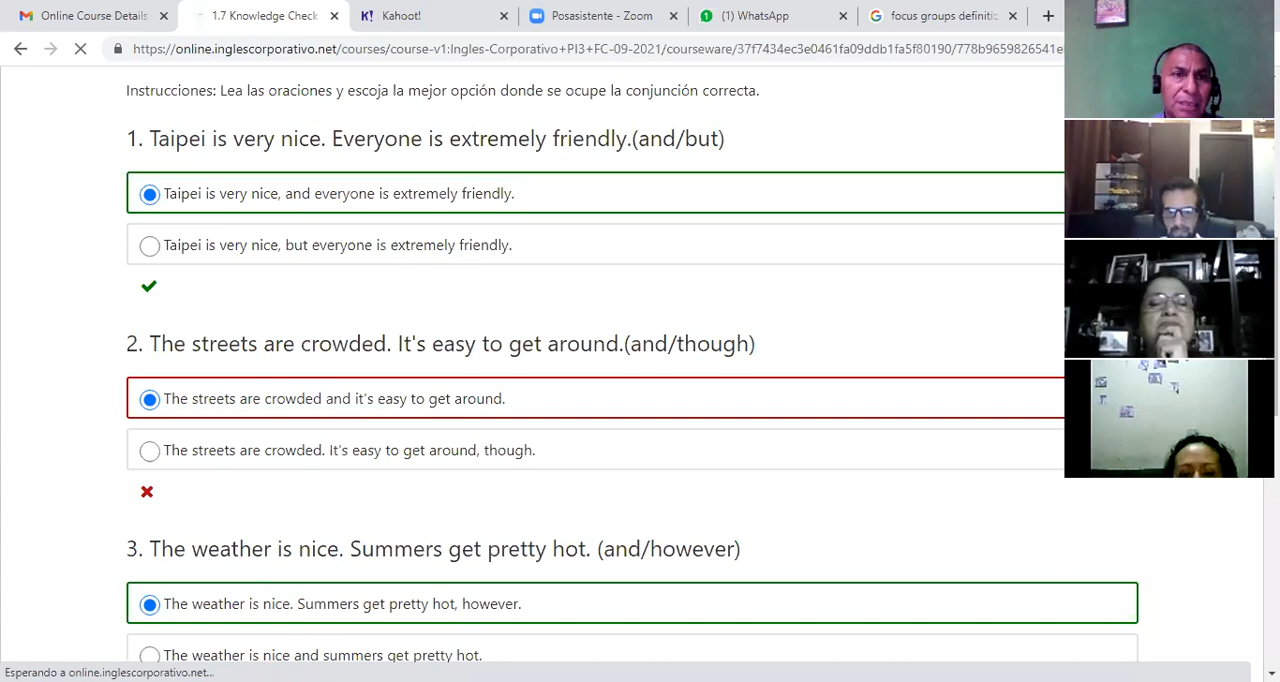 Online Course Details
1.7 Knowledge Check
K! Kahoot!
Posasistente - Zoom
(1) WhatsApp
focus groups definitic
https://online.inglescorporativo.net/courses/course-v1:Ingles-Corporativo+PI3+FC-09-2021/courseware/37f7434ec3e0461fa09ddb1fa5f80190/778b9659826541e
Instrucciones: Lea las oraciones y escoja la mejor opción donde se ocupe la conjunción correcta.
1. Taipei is very nice. Everyone is extremely friendly.(and/but)
Taipei is very nice, and everyone is extremely friendly.
Taipei is very nice, but everyone is extremely friendly.
2. The streets are crowded. It's easy to get around.(and/though)
The streets are crowded and it's easy to get around.
The streets are crowded. It's easy to get around, though.
3. The weather is nice. Summers get pretty hot. (and/however)
The weather is nice. Summers get pretty hot, however.
The weather is nice and summers get pretty hot.
Esperando a online.inglescorporativo.net...